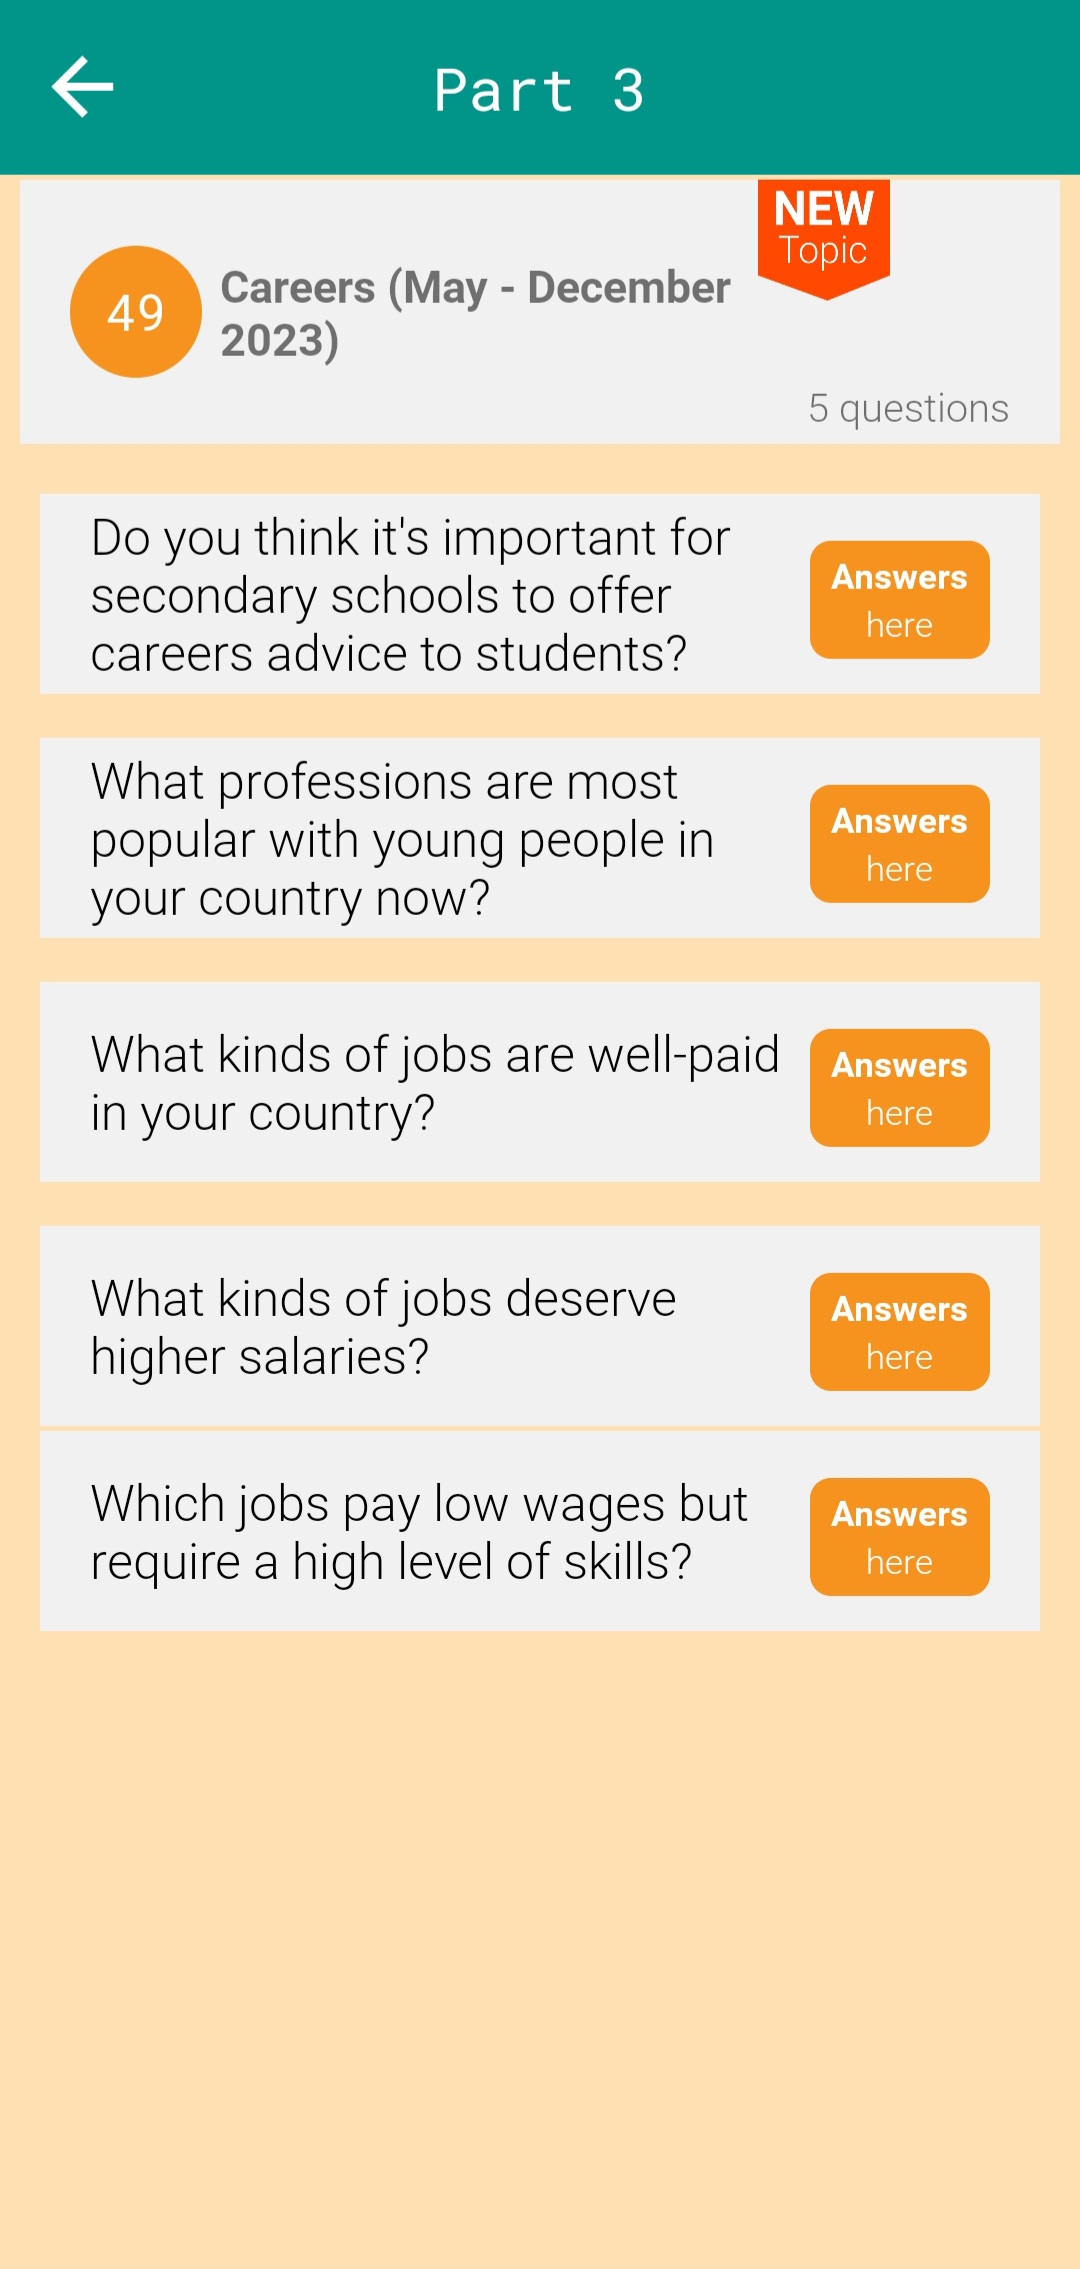 Part 3
NEW
Topic
49
Careers (May - December
2023)
5 questions
Do you think it's important for
secondary schools to offer
careers advice to students?
Answers
here
What professions are most
popular with young people in
your country now?
Answers
here
What kinds of jobs are well-paid
in your country?
Answers
here
What kinds of jobs deserve
higher salaries?
Answers
here
Which jobs pay low wages but
require a high level of skills?
Answers
here